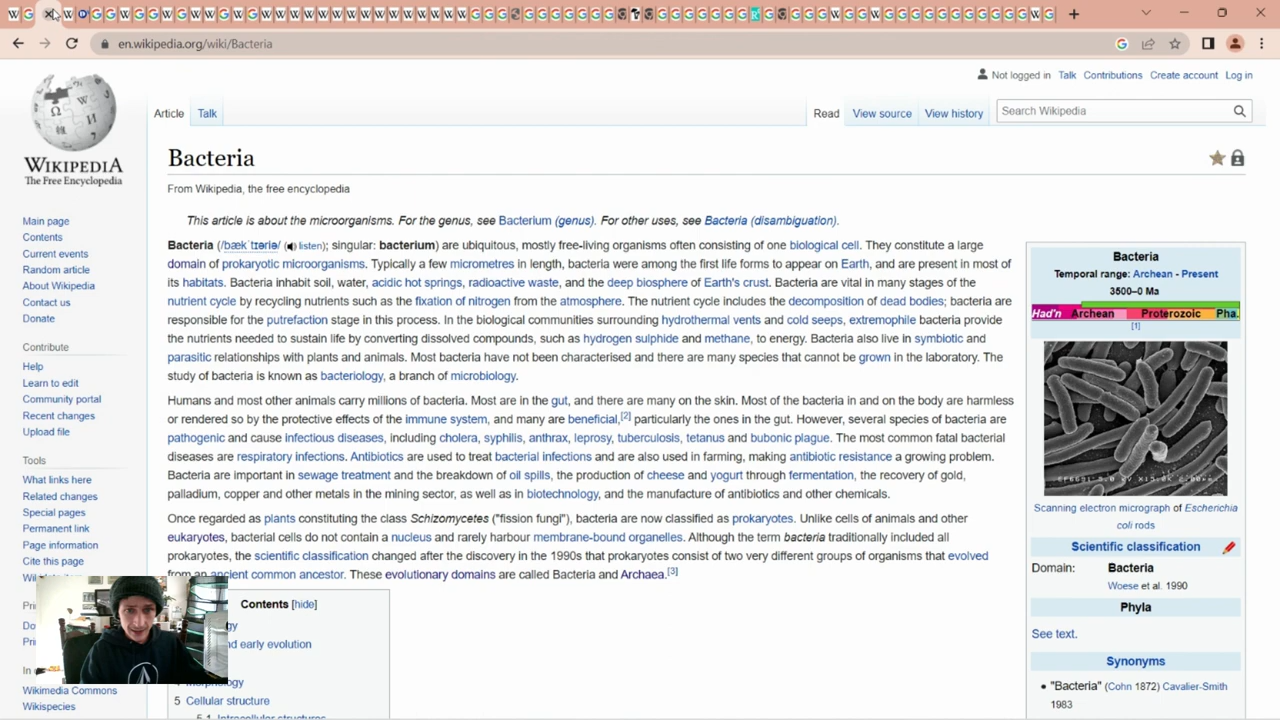 en.wikipedia.org/wiki/Bacteria
Not logged in Talk Contributions Create account Log in
Article Talk Read View source View history Search Wikipedia
WIKIPEDIA
The Free Encyclopedia
Main page
Contents
Current events
Random article
About Wikipedia
Contact us
Donate
Contribute
Help
Learn to edit
Community portal
Recent changes
Upload file
Tools
What links here
Related changes
Special pages
Permanent link
Page information
Cite this page
Wikimedia Commons
Wikispecies
Bacteria
From Wikipedia, the free encyclopedia
This article is about the microorganisms. For the genus, see Bacterium (genus). For other uses, see Bacteria (disambiguation).
Bacteria (/bækˈtɪəriə/ (listen); singular: bacterium) are ubiquitous, mostly free-living organisms often consisting of one biological cell. They constitute a large
domain of prokaryotic microorganisms. Typically a few micrometres in length, bacteria were among the first life forms to appear on Earth, and are present in most of
its habitats. Bacteria inhabit soil, water, acidic hot springs, radioactive waste, and the deep biosphere of Earth's crust. Bacteria are vital in many stages of the
nutrient cycle by recycling nutrients such as the fixation of nitrogen from the atmosphere. The nutrient cycle includes the decomposition of dead bodies; bacteria are
responsible for the putrefaction stage in this process. In the biological communities surrounding hydrothermal vents and cold seeps, extremophile bacteria provide
the nutrients needed to sustain life by converting dissolved compounds, such as hydrogen sulphide and methane, to energy. Bacteria also live in symbiotic and
parasitic relationships with plants and animals. Most bacteria have not been characterised and there are many species that cannot be grown in the laboratory. The
study of bacteria is known as bacteriology, a branch of microbiology.
Humans and most other animals carry millions of bacteria. Most are in the gut, and there are many on the skin. Most of the bacteria in and on the body are harmless
or rendered so by the protective effects of the immune system, and many are beneficial,[2] particularly the ones in the gut. However, several species of bacteria are
pathogenic and cause infectious diseases, including cholera, syphilis, anthrax, leprosy, tuberculosis, tetanus and bubonic plague. The most common fatal bacterial
diseases are respiratory infections. Antibiotics are used to treat bacterial infections and are also used in farming, making antibiotic resistance a growing problem.
Bacteria are important in sewage treatment and the breakdown of oil spills, the production of cheese and yogurt through fermentation, the recovery of gold,
palladium, copper and other metals in the mining sector, as well as in biotechnology, and the manufacture of antibiotics and other chemicals.
Once regarded as plants constituting the class Schizomycetes ("fission fungi"), bacteria are now classified as prokaryotes. Unlike cells of animals and other
eukaryotes, bacterial cells do not contain a nucleus and rarely harbour membrane-bound organelles. Although the term bacteria traditionally included all
prokaryotes, the scientific classification changed after the discovery in the 1990s that prokaryotes consist of two very different groups of organisms that evolved
from an ancient common ancestor. These evolutionary domains are called Bacteria and Archaea.[3]
Contents [hide]
and early evolution
5 Cellular structure
5.1 Intracellular structures
Bacteria
Temporal range: Archean - Present
3500–0 Ma
Had'n Archean Proterozoic Pha.
[1]
Scanning electron micrograph of Escherichia
coli rods
Scientific classification
Domain: Bacteria
Woese et al. 1990
Phyla
See text.
Synonyms
"Bacteria" (Cohn 1872) Cavalier-Smith
1983